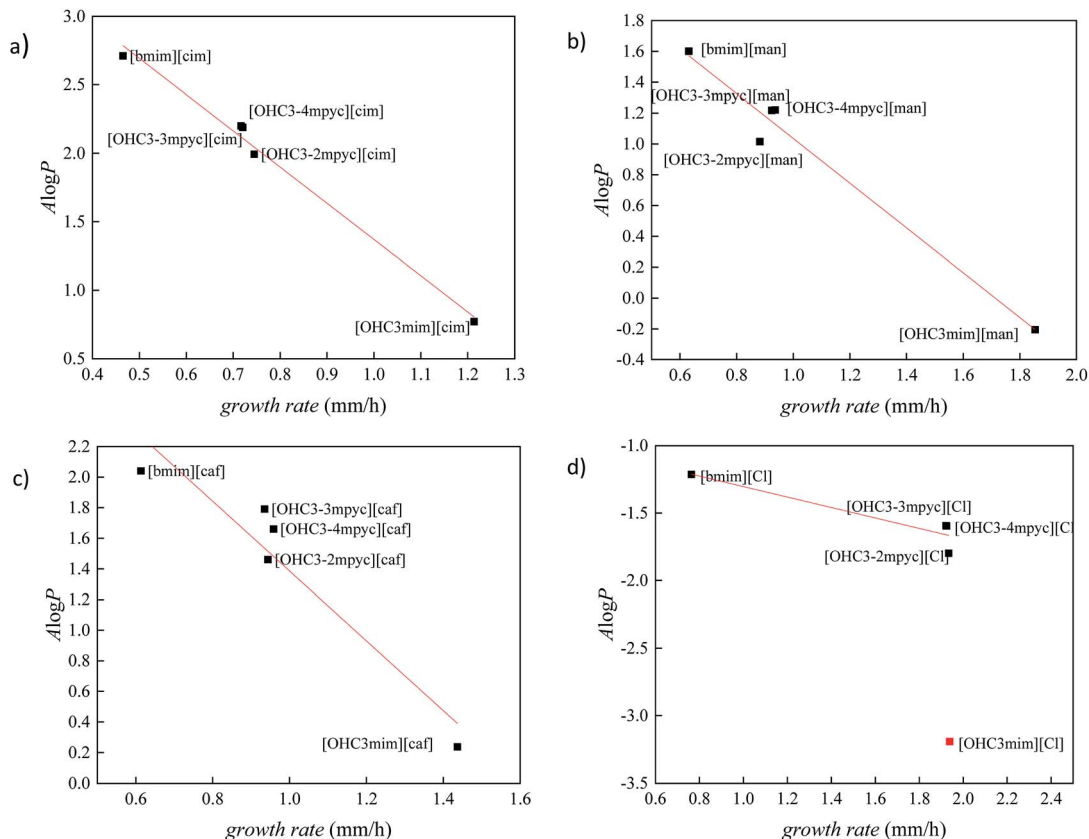 a)
3.0
2.5
2.0
1.5
1.0
0.5
AlogP
[bmim][cim]
[OHC3-4mpyc][cim]
[OHC3-3mpyc][cim]
[OHC3-2mpyc][cim]
[OHC3mim][cim]
0.4 0.5 0.6 0.7 0.8 0.9 1.0 1.1 1.2 1.3
growth rate (mm/h)
b)
1.8
1.6
1.4
1.2
1.0
0.8
0.6
0.4
0.2
0.0
-0.2
-0.4
AlogP
[bmim][man]
[OHC3-3mpyc][man]
[OHC3-4mpyc][man]
[OHC3-2mpyc][man]
[OHC3mim][man]
0.6 0.8 1.0 1.2 1.4 1.6 1.8 2.0
growth rate (mm/h)
c)
2.2
2.0
1.8
1.6
1.4
1.2
1.0
0.8
0.6
0.4
0.2
0.0
AlogP
[bmim][caf]
[OHC3-3mpyc][caf]
[OHC3-4mpyc][caf]
[OHC3-2mpyc][caf]
[OHC3mim][caf]
0.6 0.8 1.0 1.2 1.4 1.6
growth rate (mm/h)
d)
-1.0
-1.5
-2.0
-2.5
-3.0
-3.5
AlogP
[bmim][Cl]
[OHC3-3mpyc][Cl]
[OHC3-4mpyc][Cl
[OHC3-2mpyc][Cl]
[OHC3mim][Cl]
0.6 0.8 1.0 1.2 1.4 1.6 1.8 2.0 2.2 2.4
growth rate (mm/h)